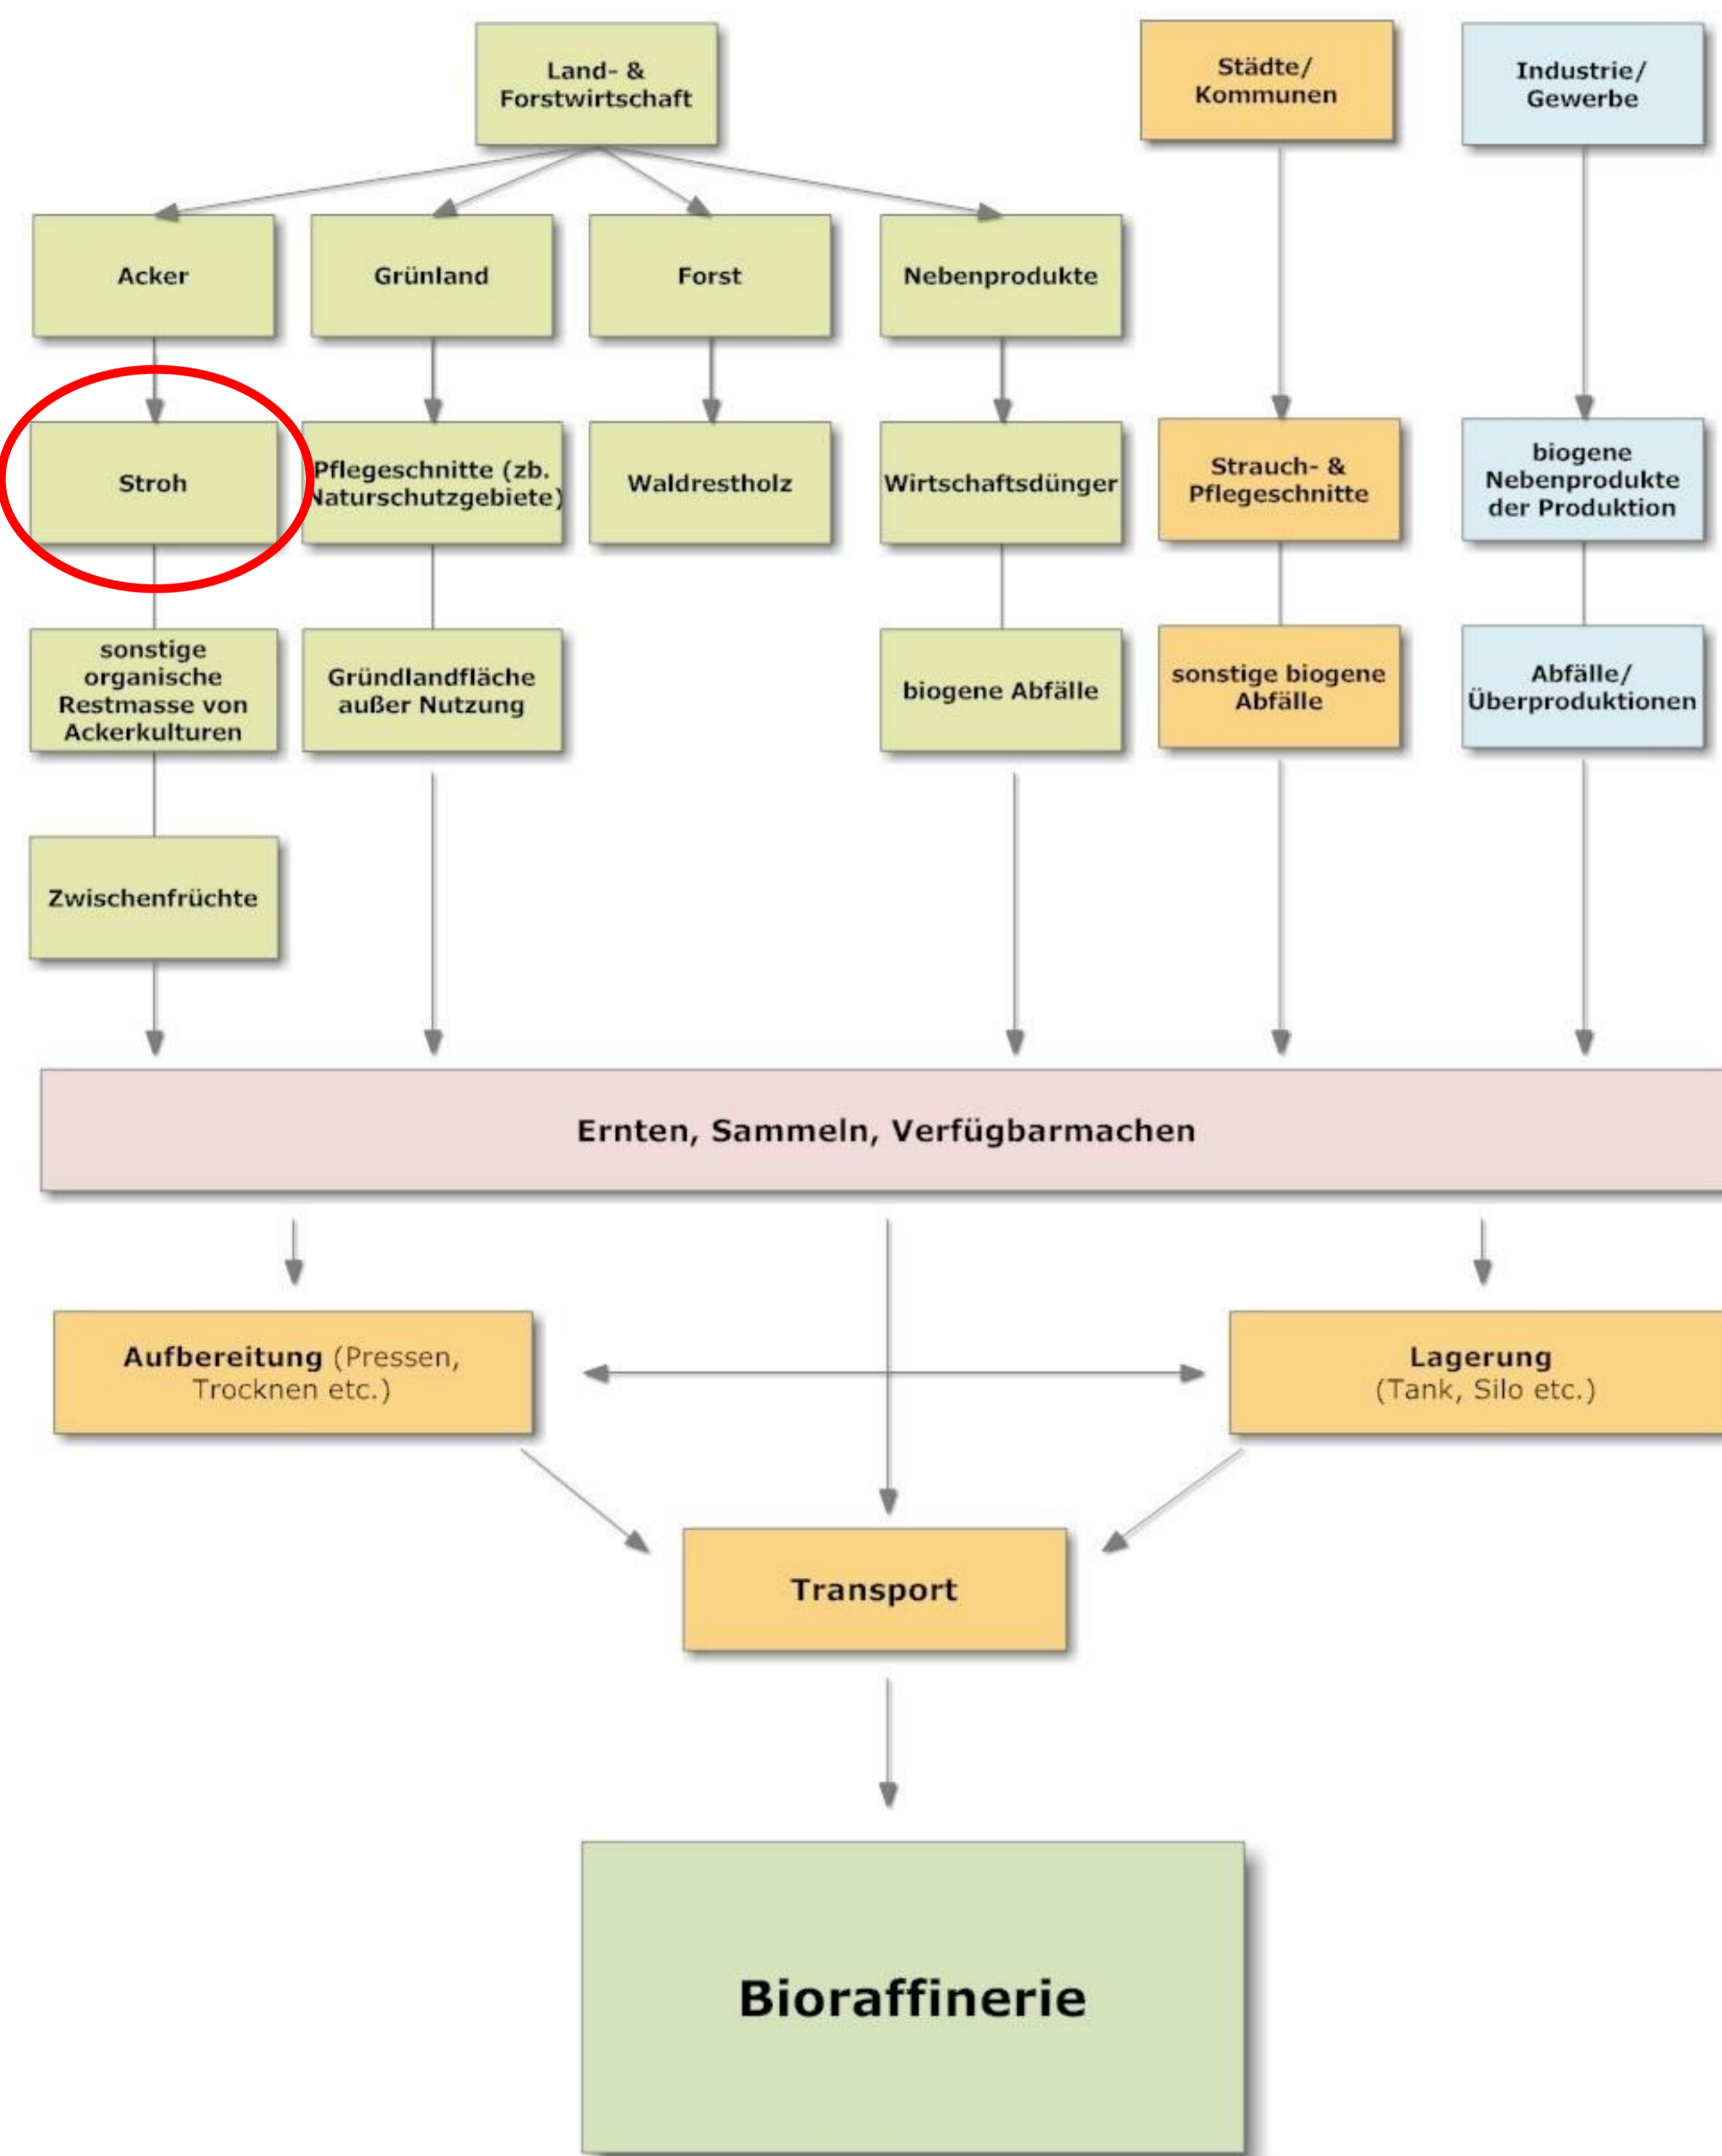 Land- &
Forstwirtschaft
Städte/
Kommunen
Industrie/
Gewerbe
Acker
Grünland
Forst
Nebenprodukte
Stroh
Pflegeschnitte (zb.
Naturschutzgebiete)
Waldrestholz
Wirtschaftsdünger
Strauch- &
Pflegeschnitte
biogene
Nebenprodukte
der Produktion
sonstige
organische
Restmasse von
Ackerkulturen
Gründlandfläche
außer Nutzung
biogene Abfälle
sonstige biogene
Abfälle
Abfälle/
Überproduktionen
Zwischenfrüchte
Ernten, Sammeln, Verfügbarmachen
Aufbereitung (Pressen,
Trocknen etc.)
Lagerung
(Tank, Silo etc.)
Transport
Bioraffinerie